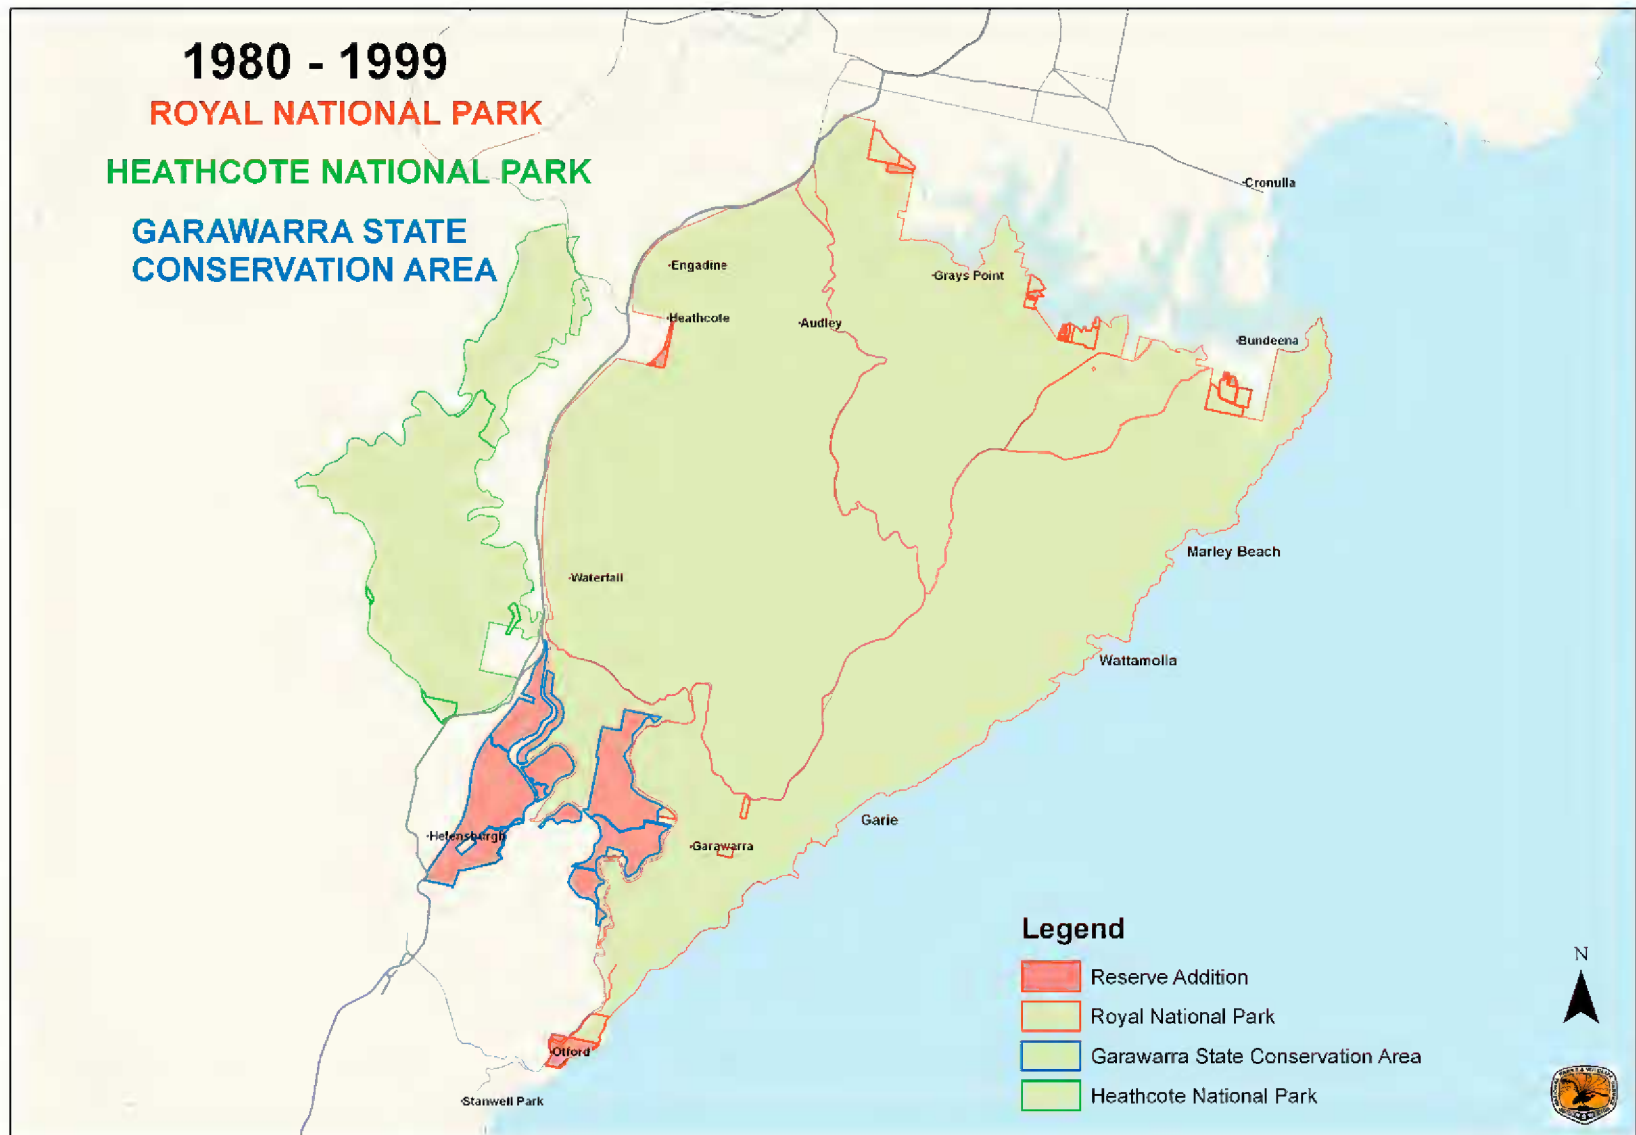 1980 - 1999
ROYAL NATIONAL PARK
HEATHCOTE NATIONAL PARK
GARAWARRA STATE
CONSERVATION AREA
Cronulla
Engadine
Grays Point
Heathcote
Audley
Bundeena
Marley Beach
Waterfall
Wattamolla
Garie
Helensburgh
Garawarra
Legend
Reserve Addition
Royal National Park
Garawarra State Conservation Area
Heathcote National Park
N
Otford
Stanwell Park